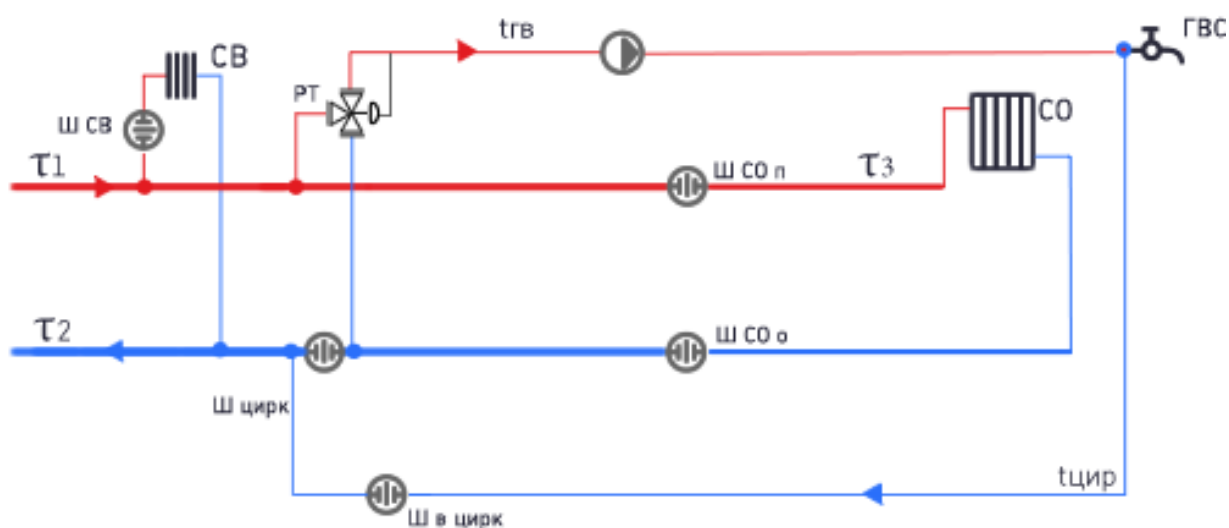 tгв
ГВС
СВ
РТ
Ш СВ
СО
τ1
Ш СО п
τ3
τ2
Ш СО о
Ш цирк
tцир
Ш в цирк